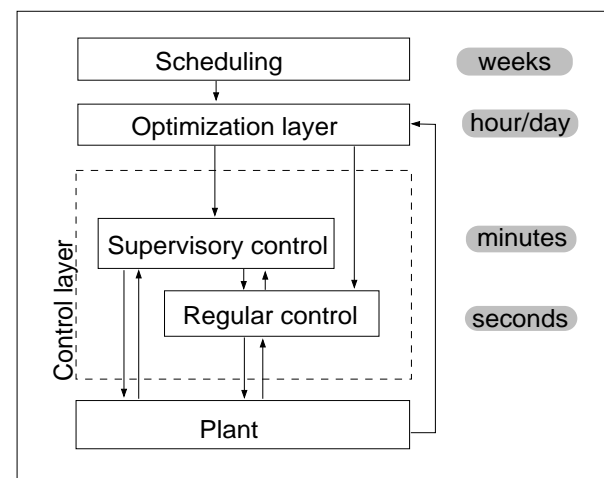 Scheduling
weeks
Optimization layer
hour/day
Control layer
Supervisory control
minutes
Regular control
seconds
Plant